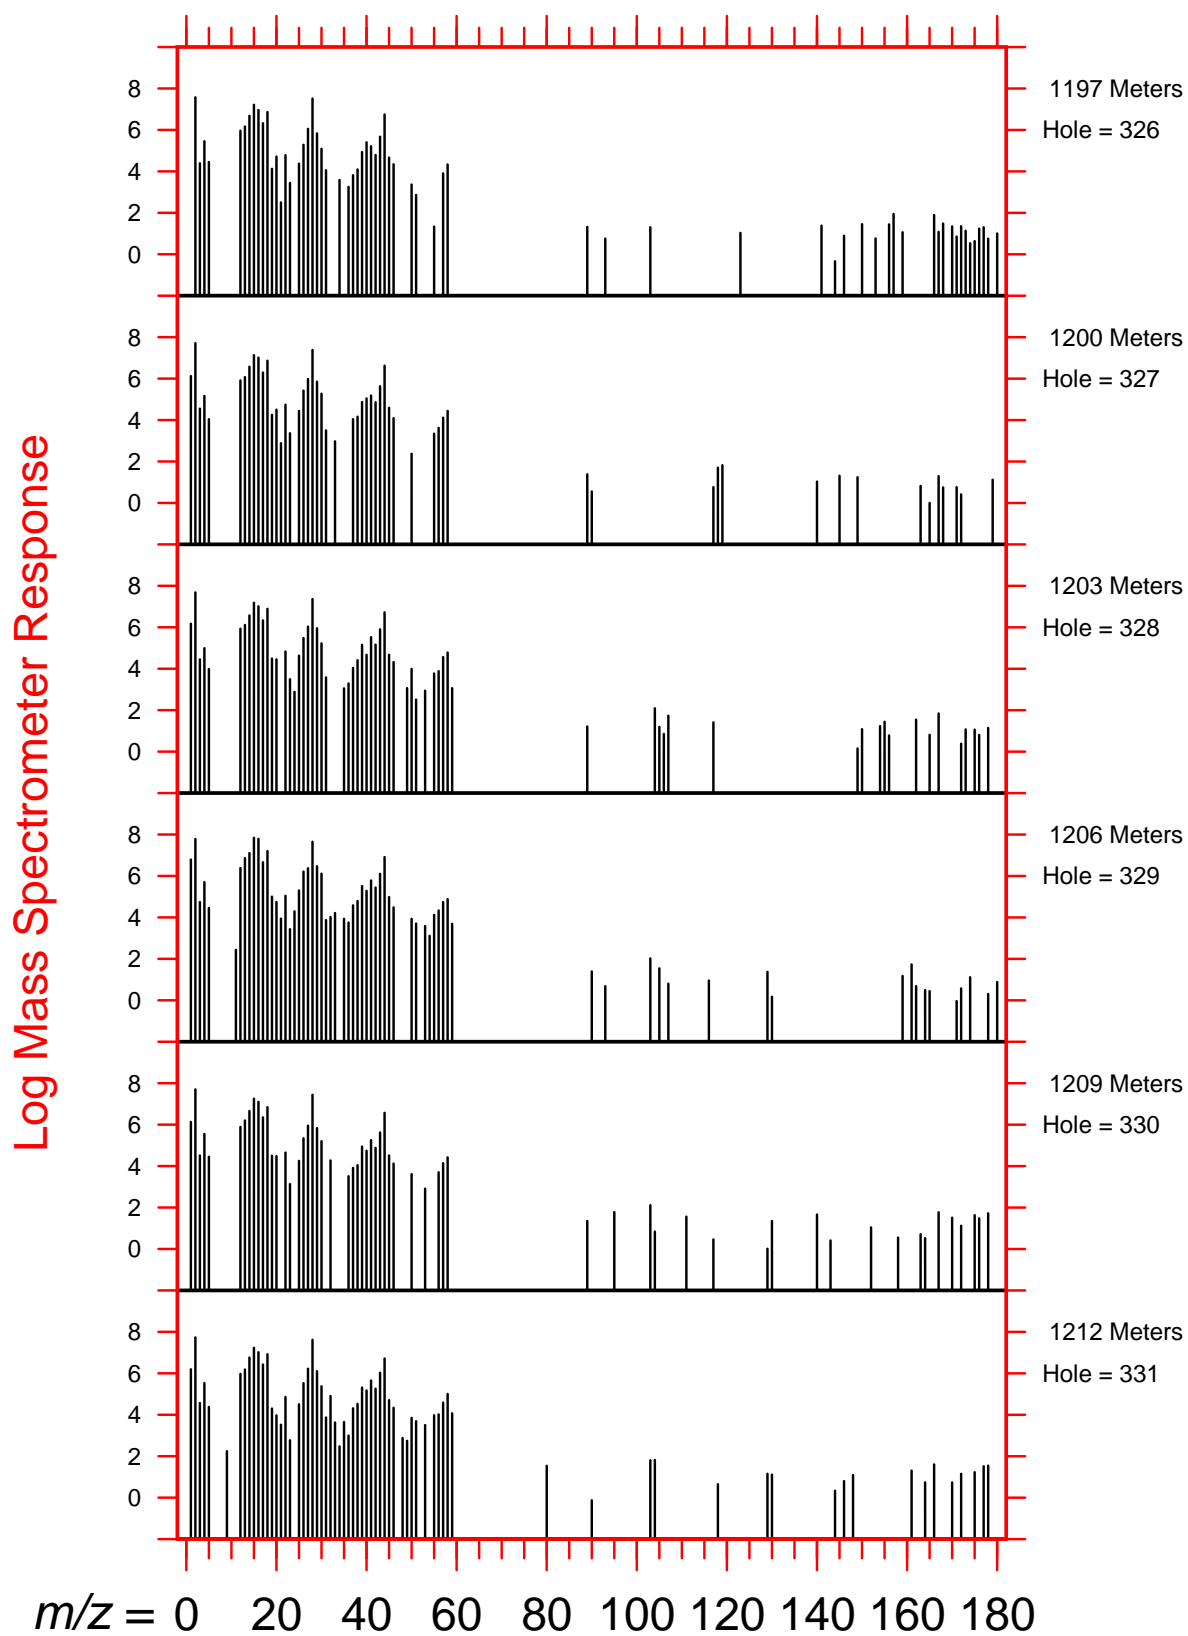 8 1197 Meters
6 Hole = 326
4
2
0
8 1200 Meters
6 Hole = 327
4
2
0
8 1203 Meters
6 Hole = 328
4
2
0
8 1206 Meters
6 Hole = 329
4
2
0
8 1209 Meters
6 Hole = 330
4
2
0
8 1212 Meters
6 Hole = 331
4
2
0
Log Mass Spectrometer Response
m/z = 0 20 40 60 80 100 120 140 160 180